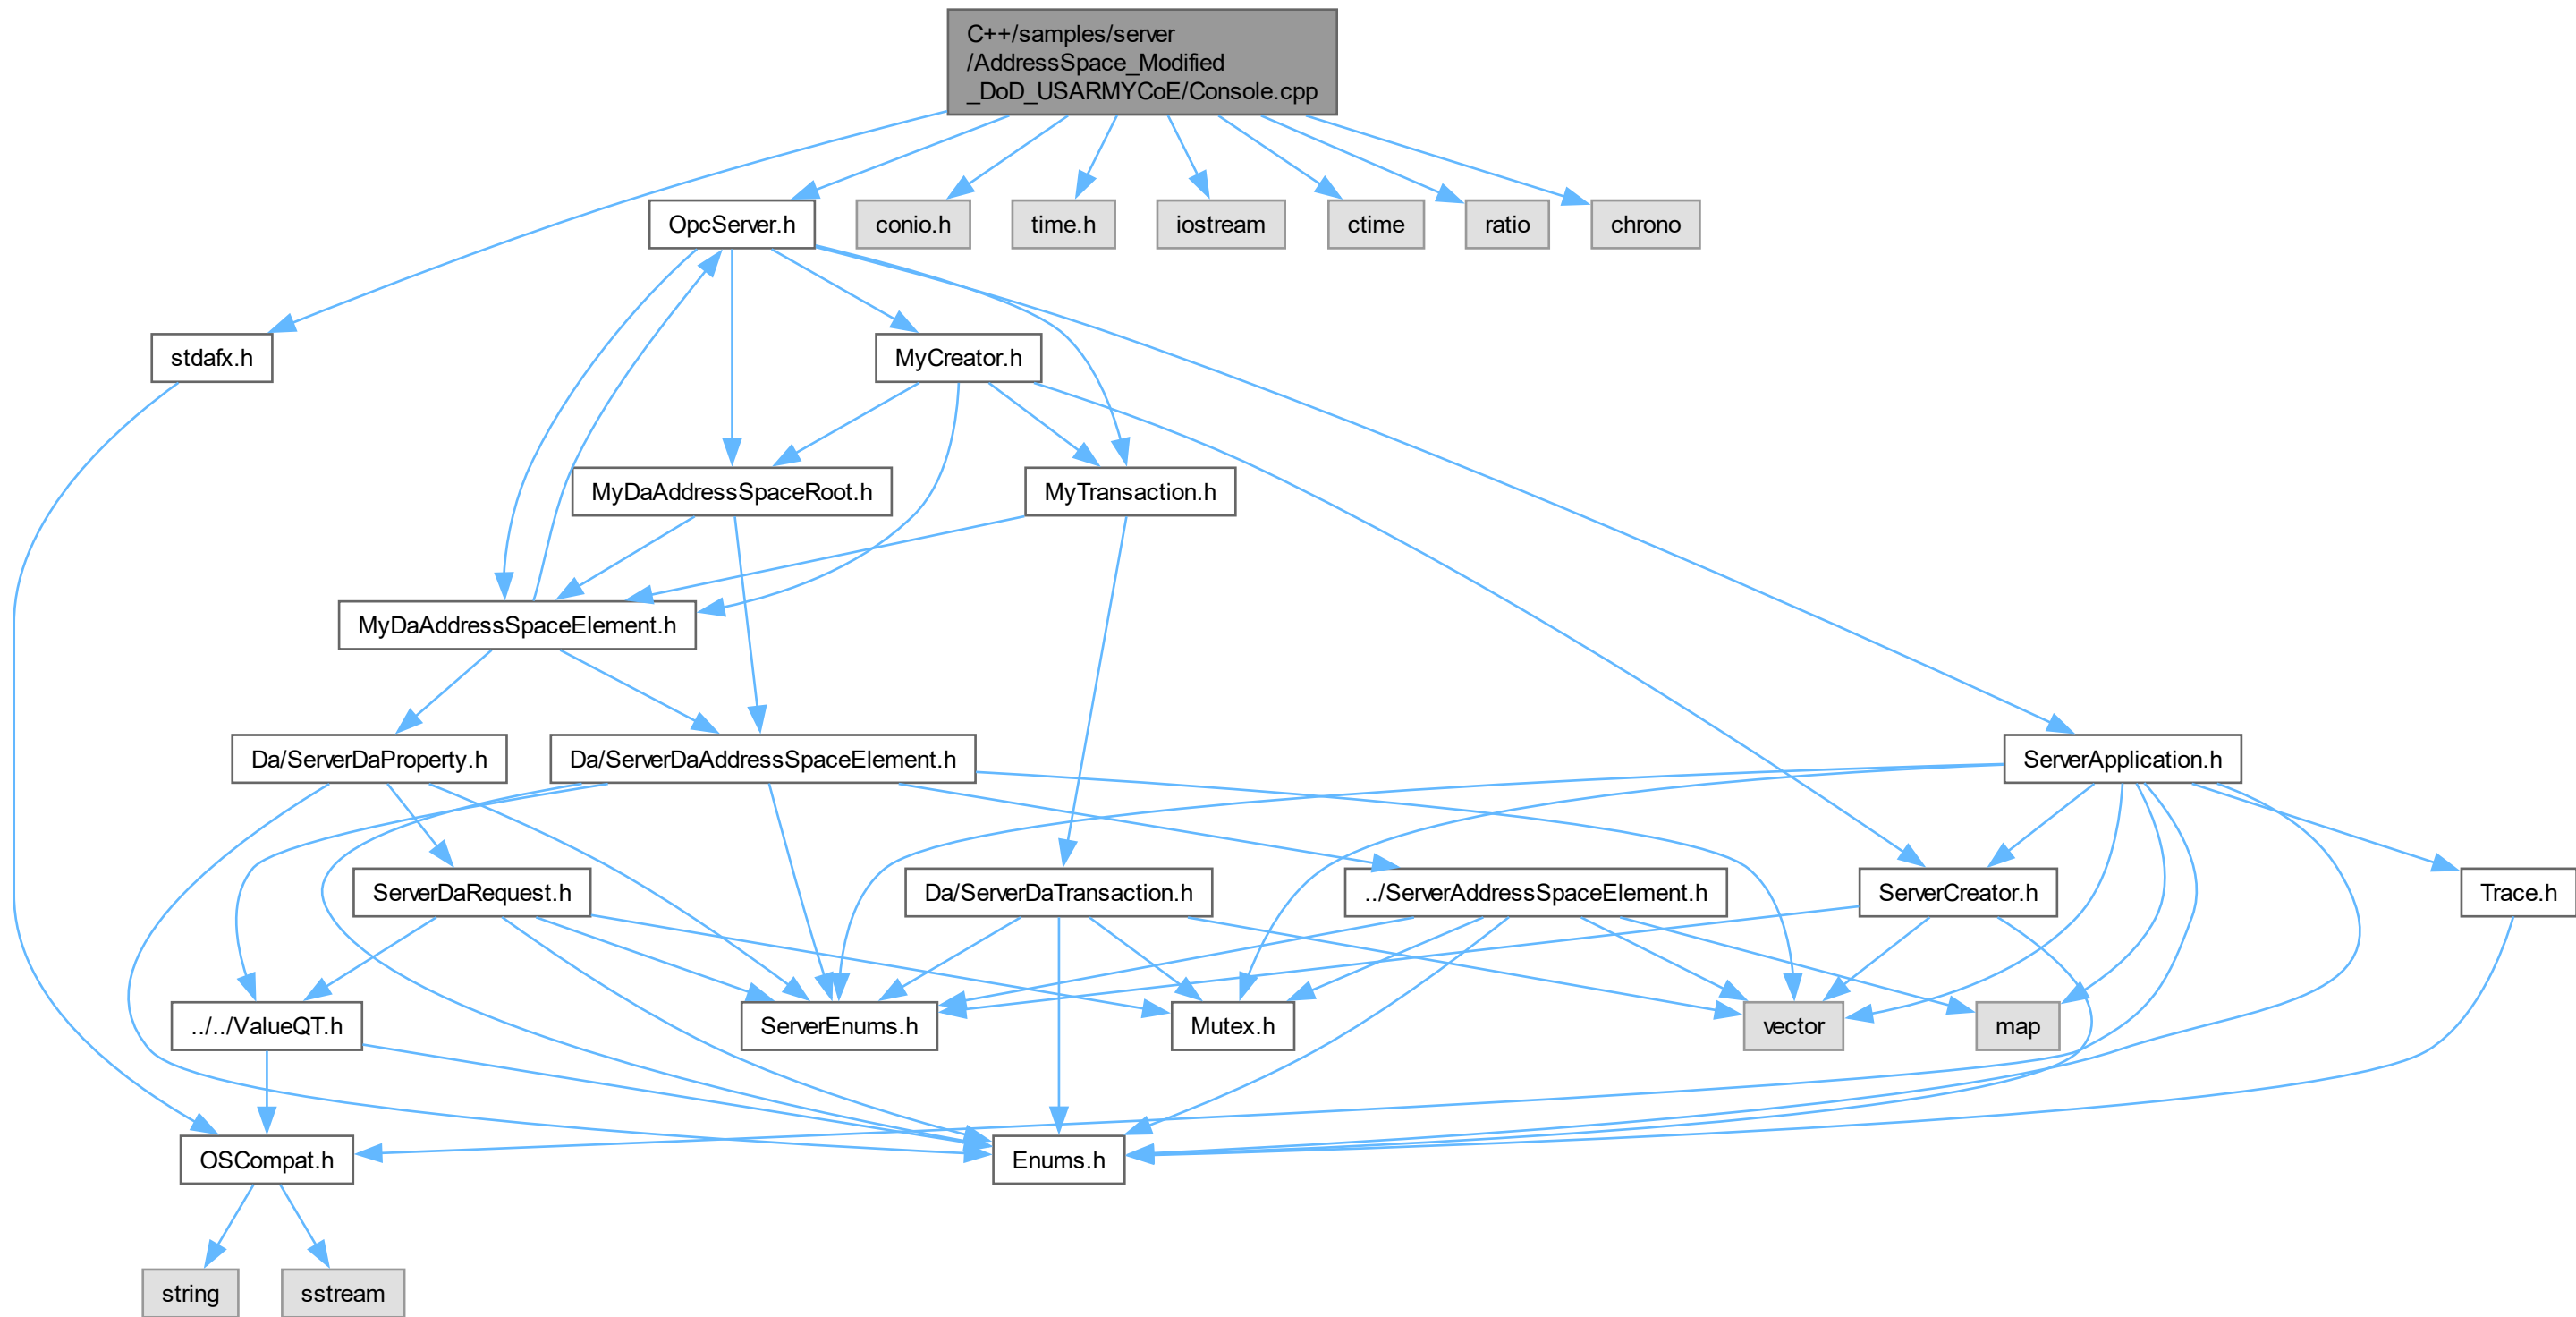 C++/samples/server
/AddressSpace_Modified
_DoD_USARMYCoE/Console.cpp
OpcServer.h
conio.h
time.h
iostream
ctime
ratio
chrono
stdafx.h
MyCreator.h
MyDaAddressSpaceRoot.h
MyTransaction.h
MyDaAddressSpaceElement.h
Da/ServerDaProperty.h
Da/ServerDaAddressSpaceElement.h
ServerApplication.h
ServerDaRequest.h
Da/ServerDaTransaction.h
../ServerAddressSpaceElement.h
ServerCreator.h
Trace.h
../../ValueQT.h
ServerEnums.h
Mutex.h
vector
map
OSCompat.h
Enums.h
string
sstream